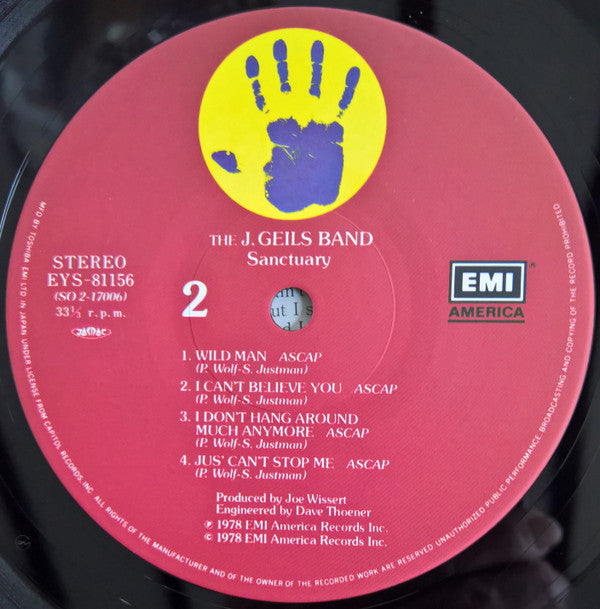 THE J. GEILS BAND
Sanctuary
STEREO
EYS-81156
(SO 2-17006)
33⅓ r.p.m.
JASRAC
2
EMI
®
AMERICA
1. WILD MAN ASCAP
(P. Wolf-S. Justman)
2. I CAN'T BELIEVE YOU ASCAP
(P. Wolf-S. Justman)
3. I DON'T HANG AROUND
MUCH ANYMORE ASCAP
(P. Wolf-S. Justman)
4. JUS' CAN'T STOP ME ASCAP
(P. Wolf-S. Justman)
Produced by Joe Wissert
Engineered by Dave Thoener
℗ 1978 EMI America Records Inc.
© 1978 EMI America Records Inc.
MFD BY TOSHIBA EMI LTD IN JAPAN UNDER LICENSE FROM CAPITOL RECORDS, INC. ALL RIGHTS OF THE MANUFACTURER AND OF THE OWNER OF THE RECORDED WORK ARE RESERVED UNAUTHORIZED PUBLIC PERFORMANCE, BROADCASTING AND COPYING OF THE RECORD PROHIBITED.
ut I s